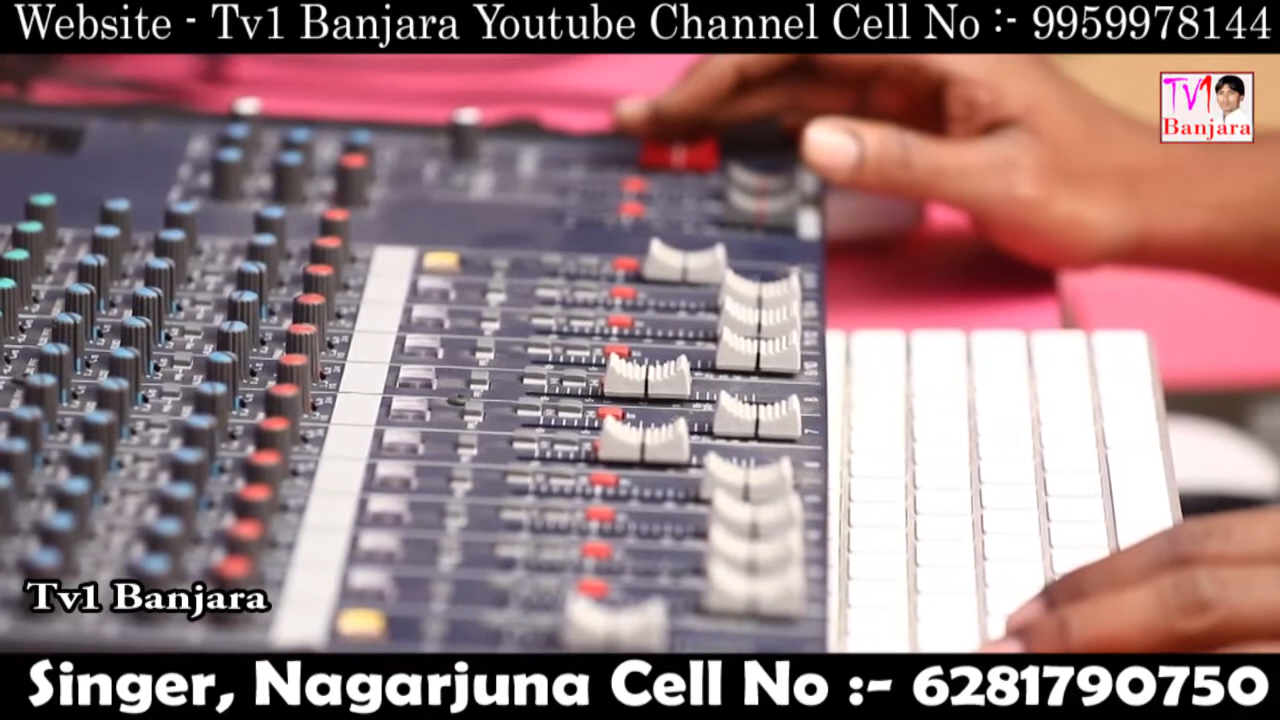 Website - Tv1 Banjara Youtube Channel Cell No :- 9959978144
TV1
Banjara
Tv1 Banjara
Singer, Nagarjuna Cell No :- 6281790750